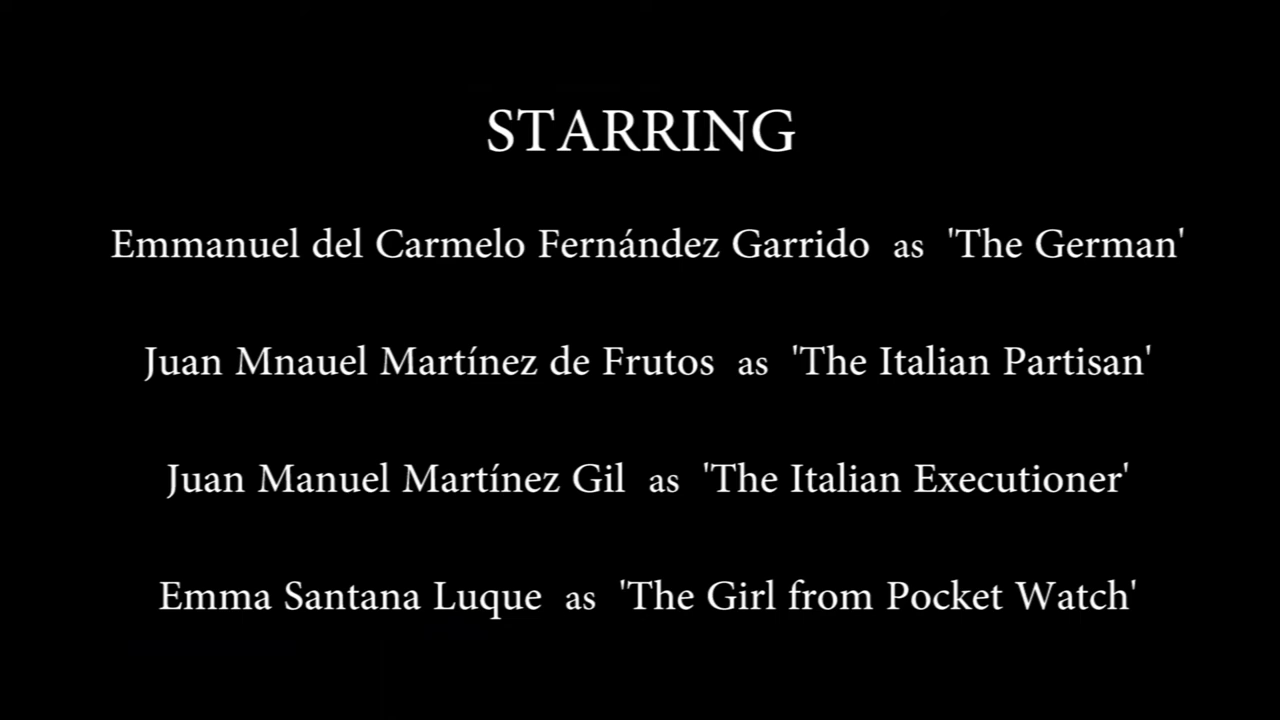 STARRING
Emmanuel del Carmelo Fernández Garrido as 'The German'
Juan Mnauel Martínez de Frutos as 'The Italian Partisan'
Juan Manuel Martínez Gil as 'The Italian Executioner'
Emma Santana Luque as 'The Girl from Pocket Watch'